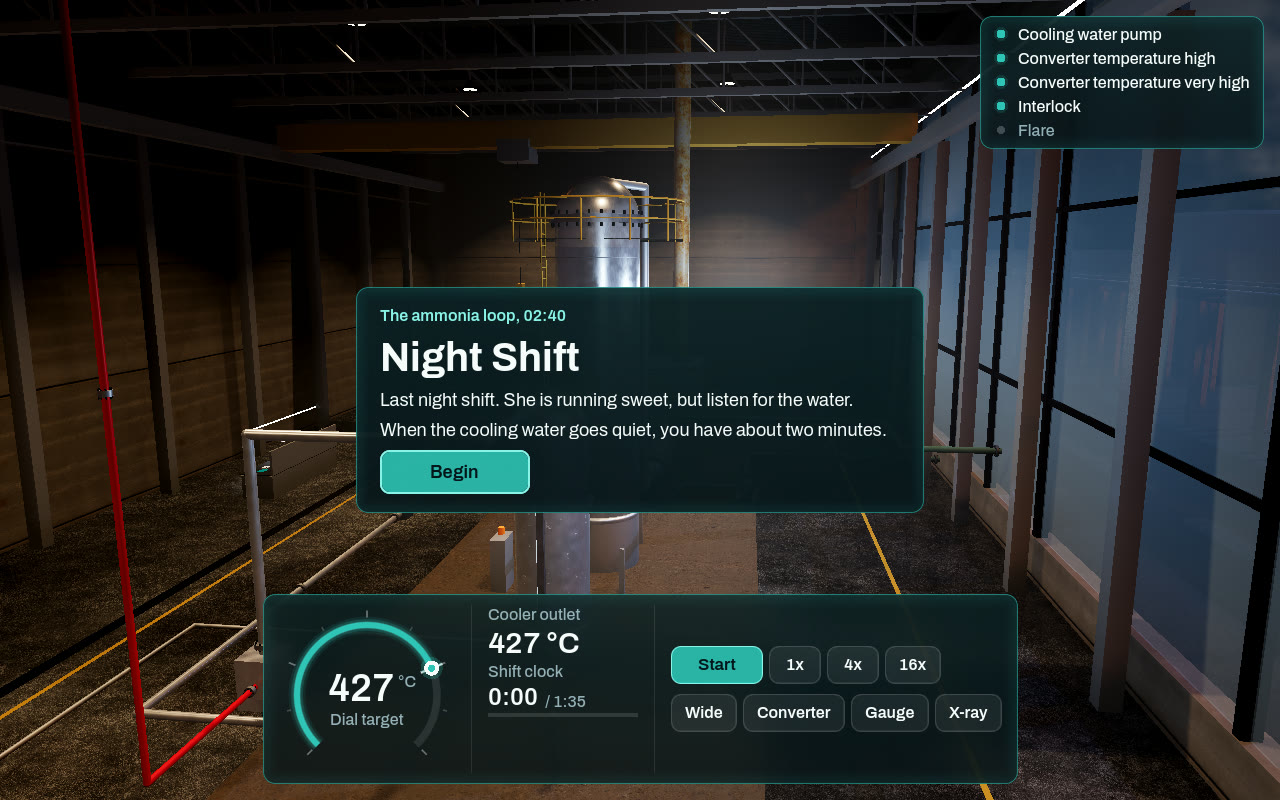 Cooling water pump
Converter temperature high
Converter temperature very high
Interlock
Flare
The ammonia loop, 02:40
Night Shift
Last night shift. She is running sweet, but listen for the water.
When the cooling water goes quiet, you have about two minutes.
Begin
427 °C
Dial target
Cooler outlet
427 °C
Shift clock
0:00 / 1:35
Start 1x 4x 16x
Wide Converter Gauge X-ray